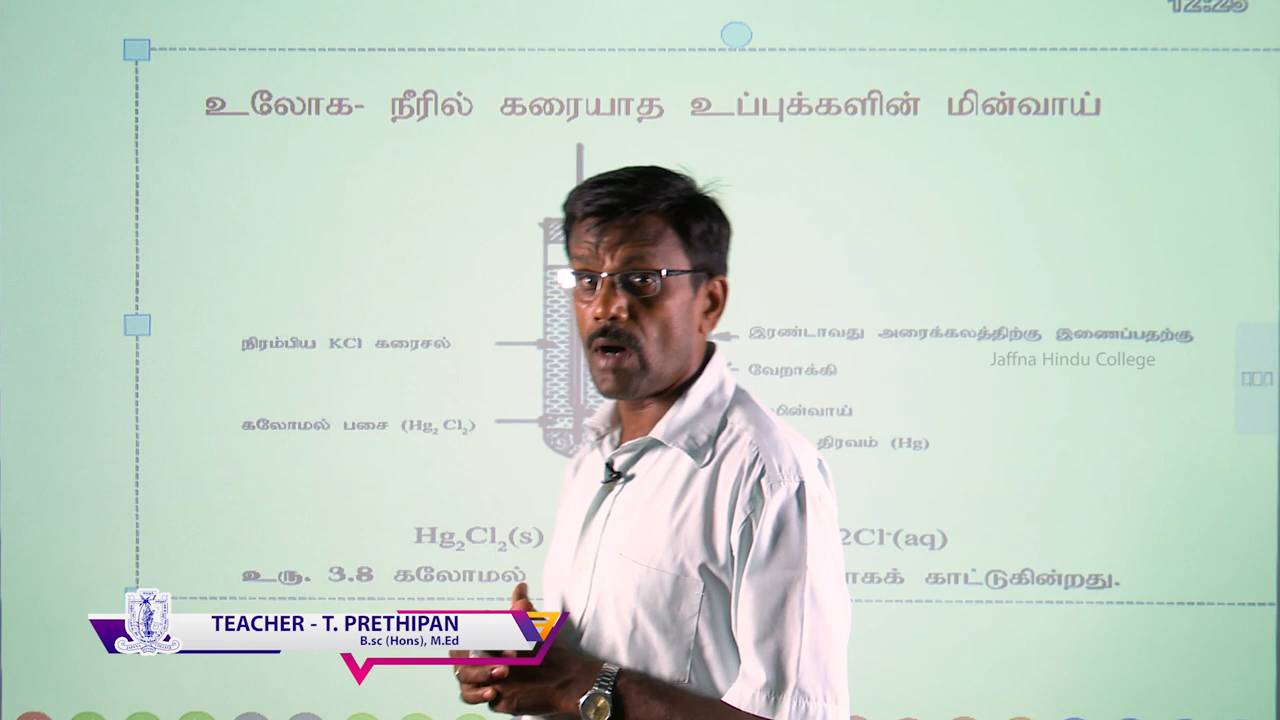 12:25
உலோக- நீரில் கரையாத உப்புக்களின் மின்வாய்
நிரம்பிய KCl கரைசல்
இரண்டாவது அரைக்கலத்திற்கு இணைப்பதற்கு
Jaffna Hindu College
வேறாக்கி
மின்வாய்
கலோமல் பசை (Hg₂Cl₂)
திரவம் (Hg)
Hg₂Cl₂(s) 2Cl⁻(aq)
உரு. 3.8 கலோமல் காட்டுகின்றது.
TEACHER - T. PRETHIPAN
B.sc (Hons), M.Ed